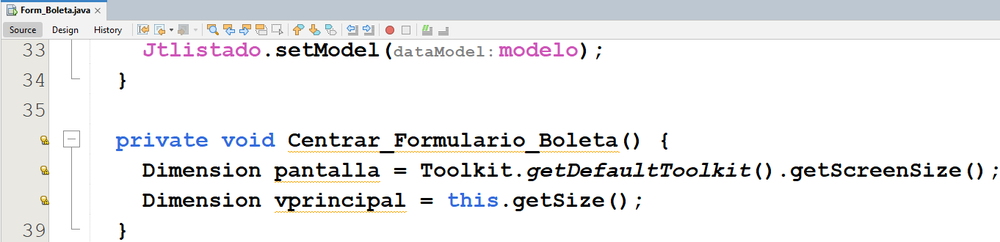 Form_Boleta.java
Source Design History
33 Jtlistado.setModel(dataModel:modelo);
34 }
35
private void Centrar_Formulario_Boleta() {
Dimension pantalla = Toolkit.getDefaultToolkit().getScreenSize();
Dimension vprincipal = this.getSize();
39 }